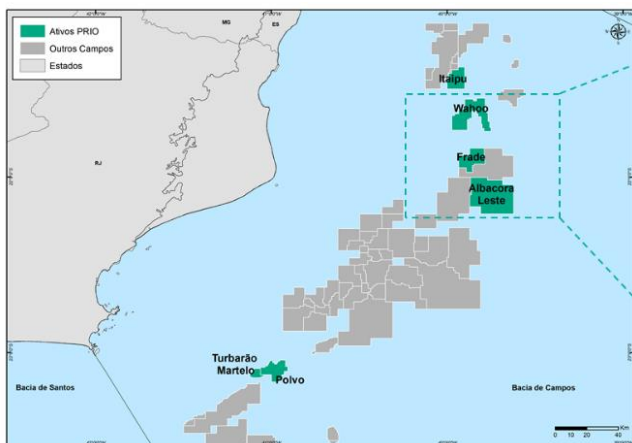 Ativos PRIO
Outros Campos
Estados
MG
ES
RJ
Itaipu
Wahoo
Frade
Albacora
Leste
Turbarão
Martelo
Polvo
Bacia de Santos
Bacia de Campos
0 10 20 40
Km